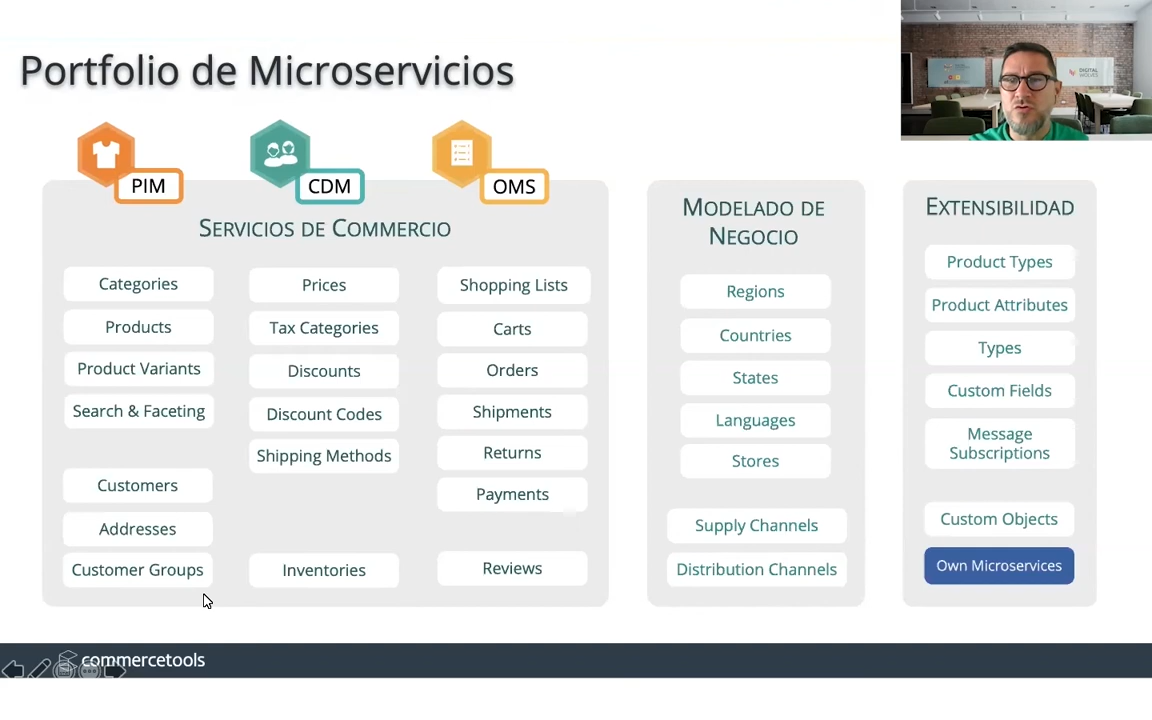 Portfolio de Microservicios
DIGITAL
PIM
CDM
OMS
SERVICIOS DE COMMERCIO
Categories
Products
Product Variants
Search & Faceting
Customers
Addresses
Customer Groups
Prices
Tax Categories
Discounts
Discount Codes
Shipping Methods
Inventories
Shopping Lists
Carts
Orders
Shipments
Returns
Payments
Reviews
MODELADO DE
NEGOCIO
Regions
Countries
States
Languages
Stores
Supply Channels
Distribution Channels
EXTENSIBILIDAD
Product Types
Product Attributes
Types
Custom Fields
Message
Subscriptions
Custom Objects
Own Microservices
commercetools